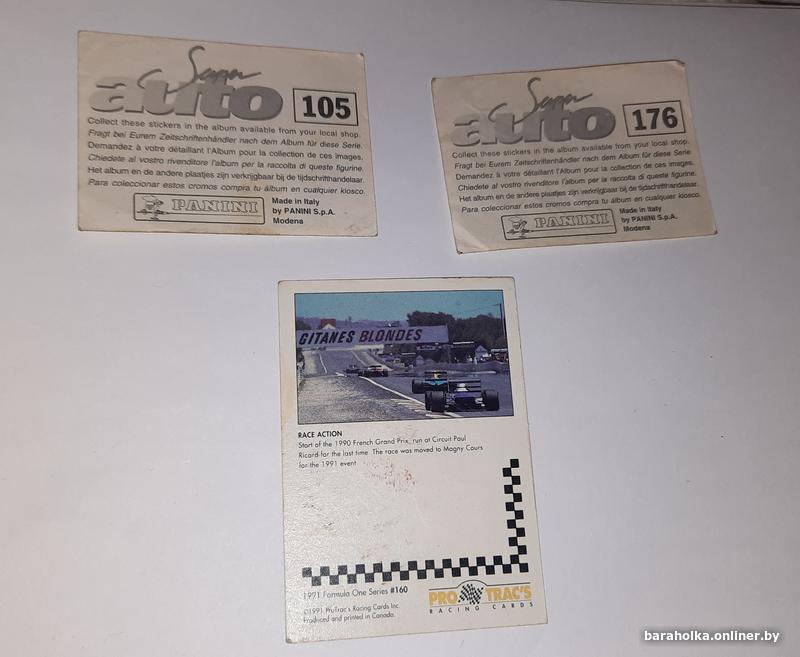 Super
auto
105
Collect these stickers in the album available from your local shop.
Fragt bei Eurem Zeitschriftenhändler nach dem Album für diese Serie.
Demandez à votre détaillant l'Album pour la collection de ces images.
Chiedete al vostro rivenditore l'album per la raccolta di queste figurine.
Het album en de andere plaatjes zijn verkrijgbaar bij de tijdschrifthandelaar.
Para coleccionar estos cromos compra tu álbum en cualquier kiosco.
PANINI
Made in Italy
by PANINI S.p.A.
Modena
Super
auto
176
Collect these stickers in the album available from your local shop.
Fragt bei Eurem Zeitschriftenhändler nach dem Album für diese Serie.
Demandez à votre détaillant l'Album pour la collection de ces images.
Chiedete al vostro rivenditore l'album per la raccolta di queste figurine.
Het album en de andere plaatjes zijn verkrijgbaar bij de tijdschrifthandelaar.
Para coleccionar estos cromos compra tu álbum en cualquier kiosco.
PANINI
Made in Italy
by PANINI S.p.A.
Modena
GITANES BLONDES
RACE ACTION
Start of the 1990 French Grand Prix, run at Circuit Paul
Ricard for the last time. The race was moved to Magny Cours
for the 1991 event.
1991 Formula One Series #160
©1991 ProTrac's Racing Cards Inc.
Produced and printed in Canada.
PRO TRAC'S
RACING CARDS
baraholka.onliner.by